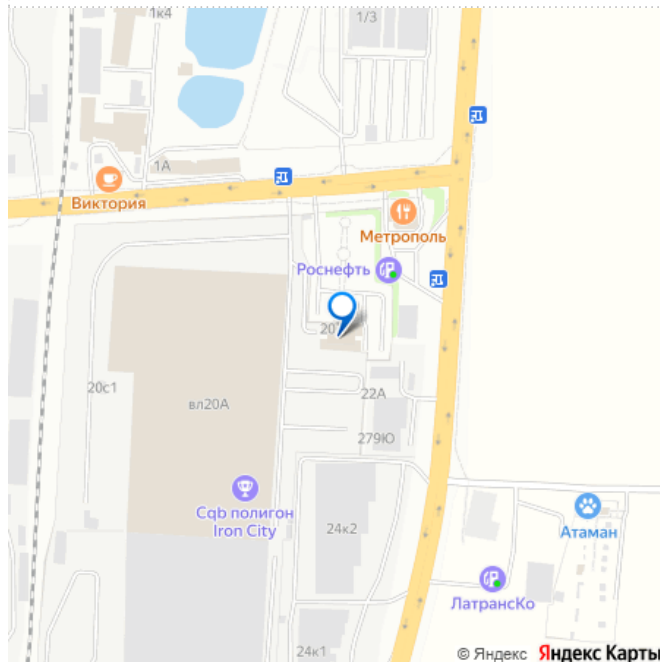 1к4
1/3
1А
Виктория
Метрополь
Роснефть
20с1
вл20А
22А
279Ю
Cqb полигон
Iron City
24к2
Атаман
ЛатрансКо
24к1
© Яндекс Яндекс Карты